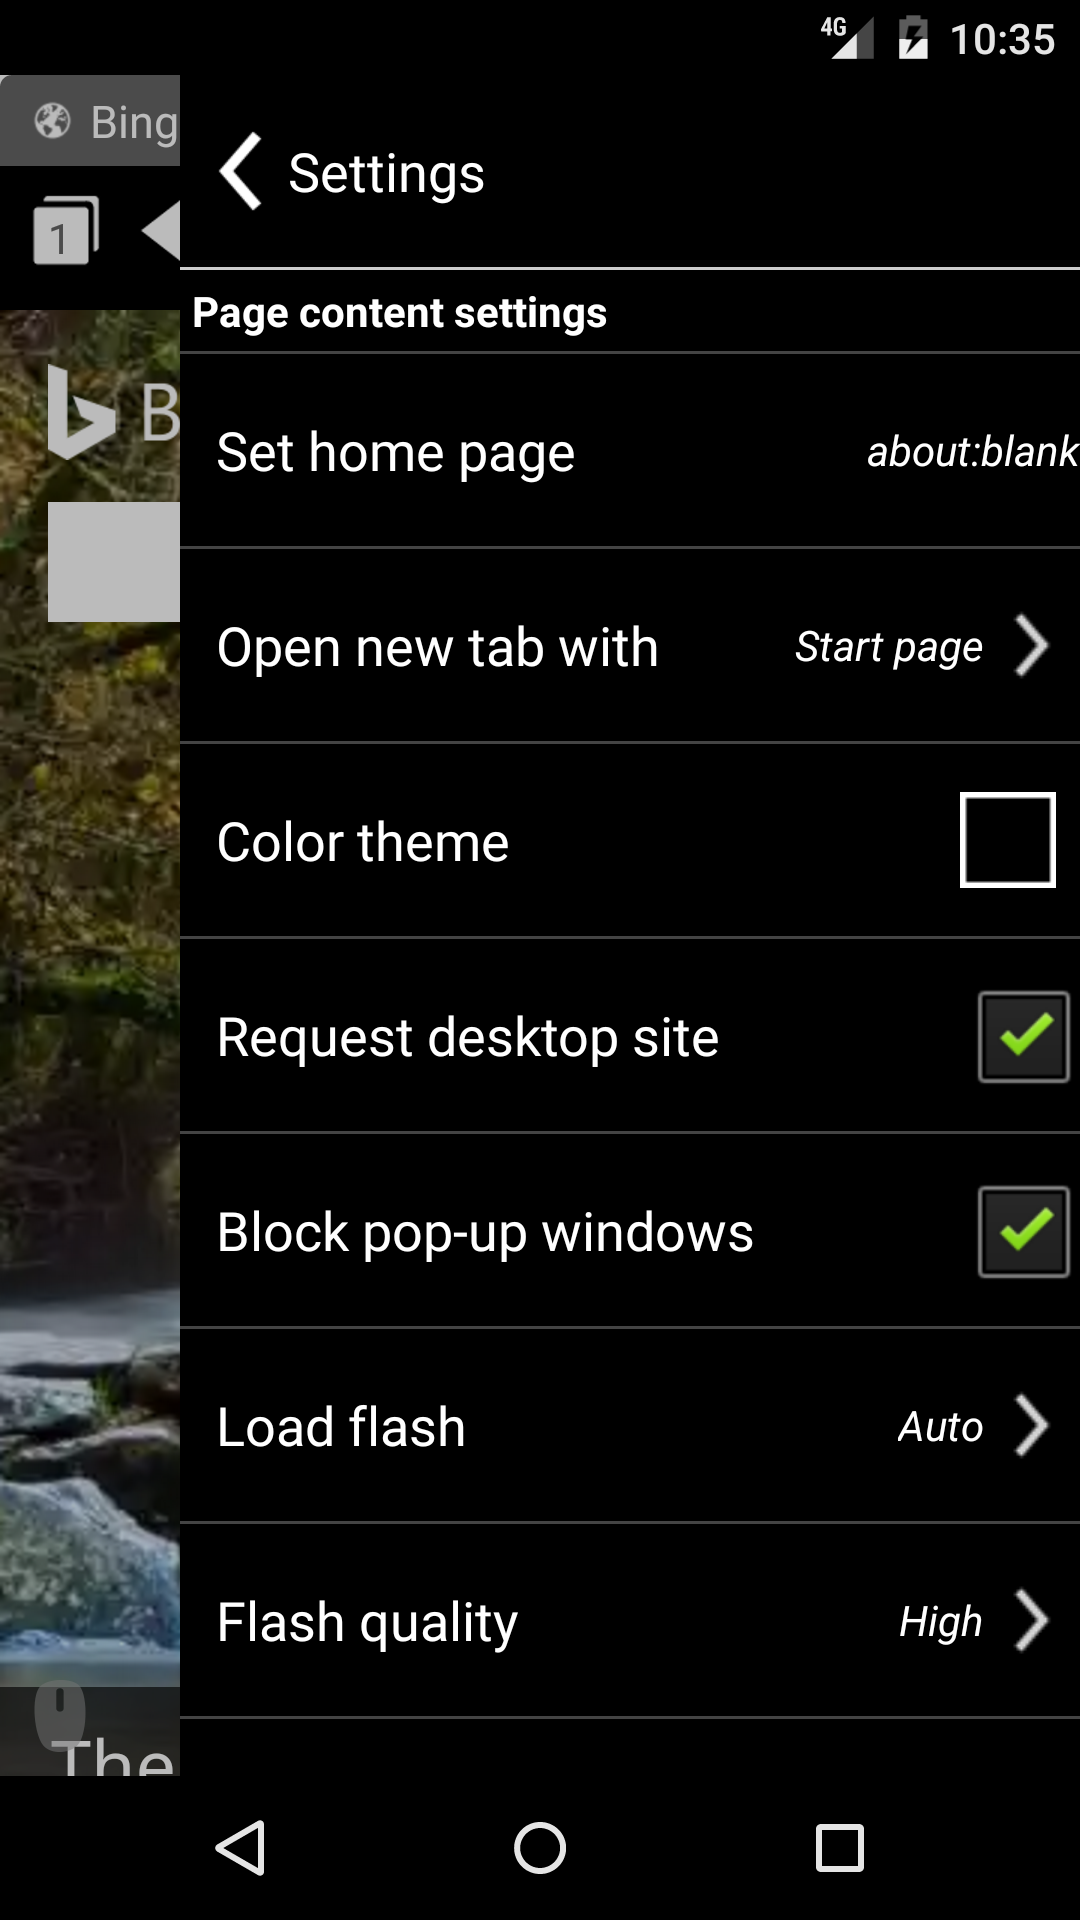 4G 10:35
Bing
Settings
1
Page content settings
B
Set home page about:blank
Open new tab with Start page
Color theme
Request desktop site
Block pop-up windows
Load flash Auto
Flash quality High
The